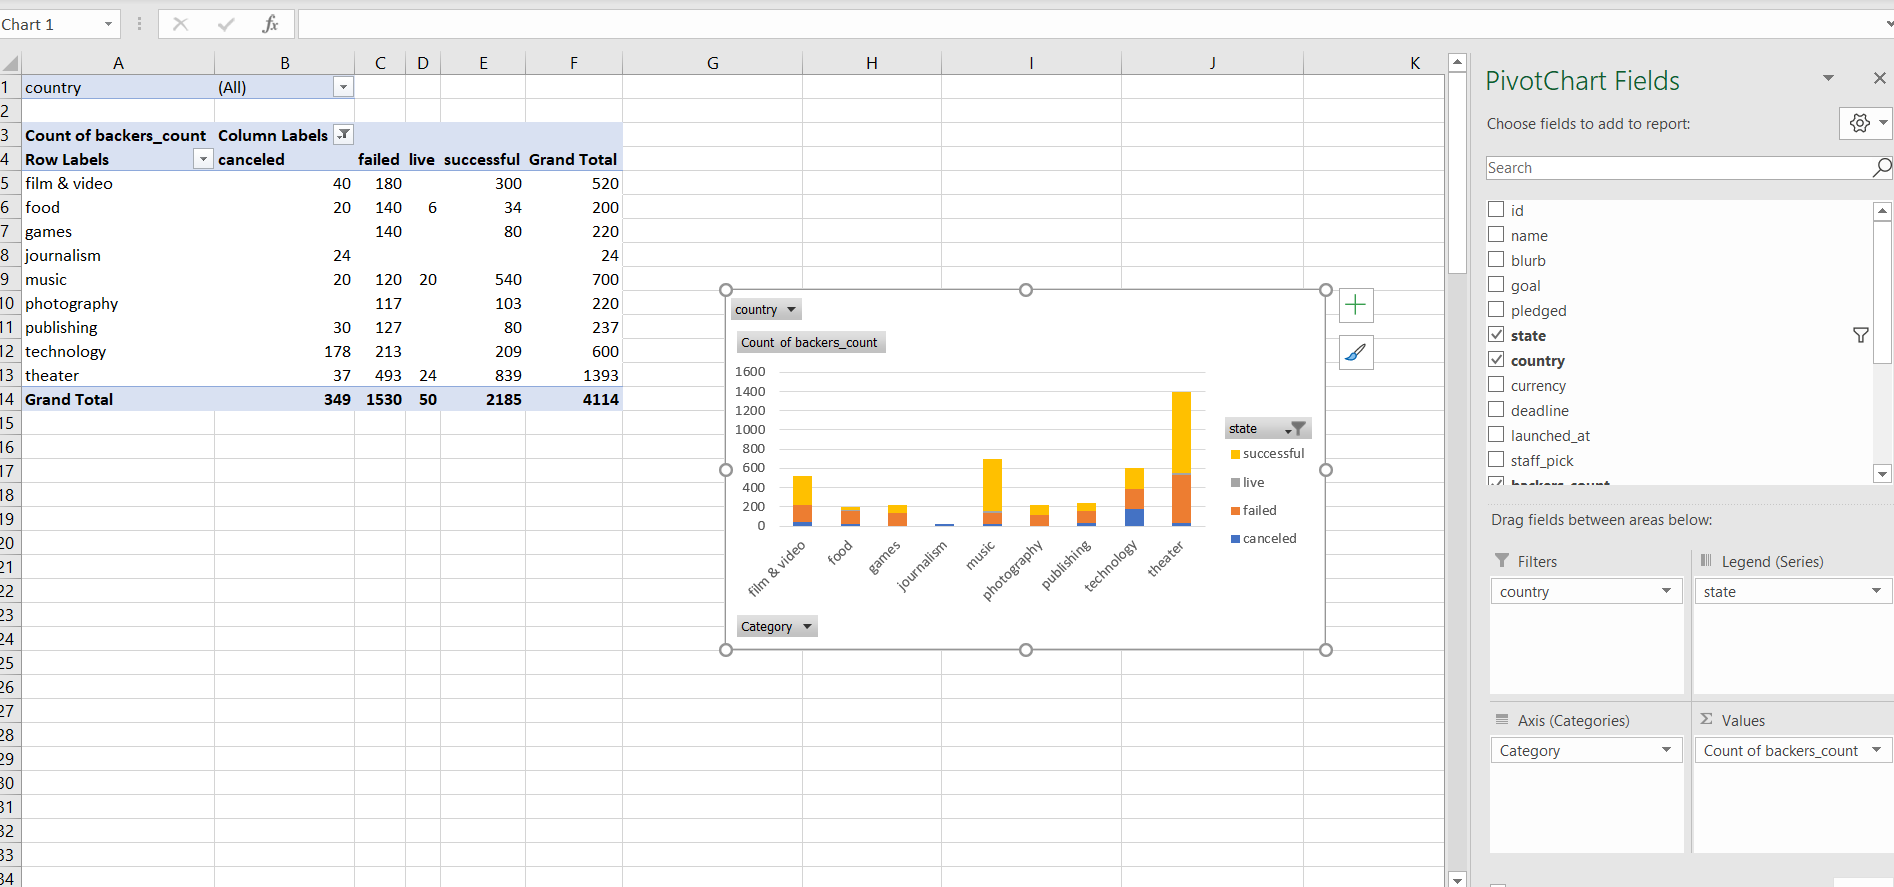 Chart 1
fx
A B C D E F G H I J K
1 country (All)
2
3 Count of backers_count Column Labels
4 Row Labels canceled failed live successful Grand Total
5 film & video 40 180 300 520
6 food 20 140 6 34 200
7 games 140 80 220
8 journalism 24 24
9 music 20 120 20 540 700
10 photography 117 103 220
11 publishing 30 127 80 237
12 technology 178 213 209 600
13 theater 37 493 24 839 1393
14 Grand Total 349 1530 50 2185 4114
15
16
17
18
19
20
21
22
23
24
25
26
27
28
29
30
31
32
33
34
country
Count of backers_count
1600
1400
1200
1000
800
600
400
200
0
film & video
food
games
journalism
music
photography
publishing
technology
theater
state
successful
live
failed
canceled
Category
PivotChart Fields
Choose fields to add to report:
Search
id
name
blurb
goal
pledged
state
country
currency
deadline
launched_at
staff_pick
backers_count
Drag fields between areas below:
Filters
country
Legend (Series)
state
Axis (Categories)
Category
Σ Values
Count of backers_count